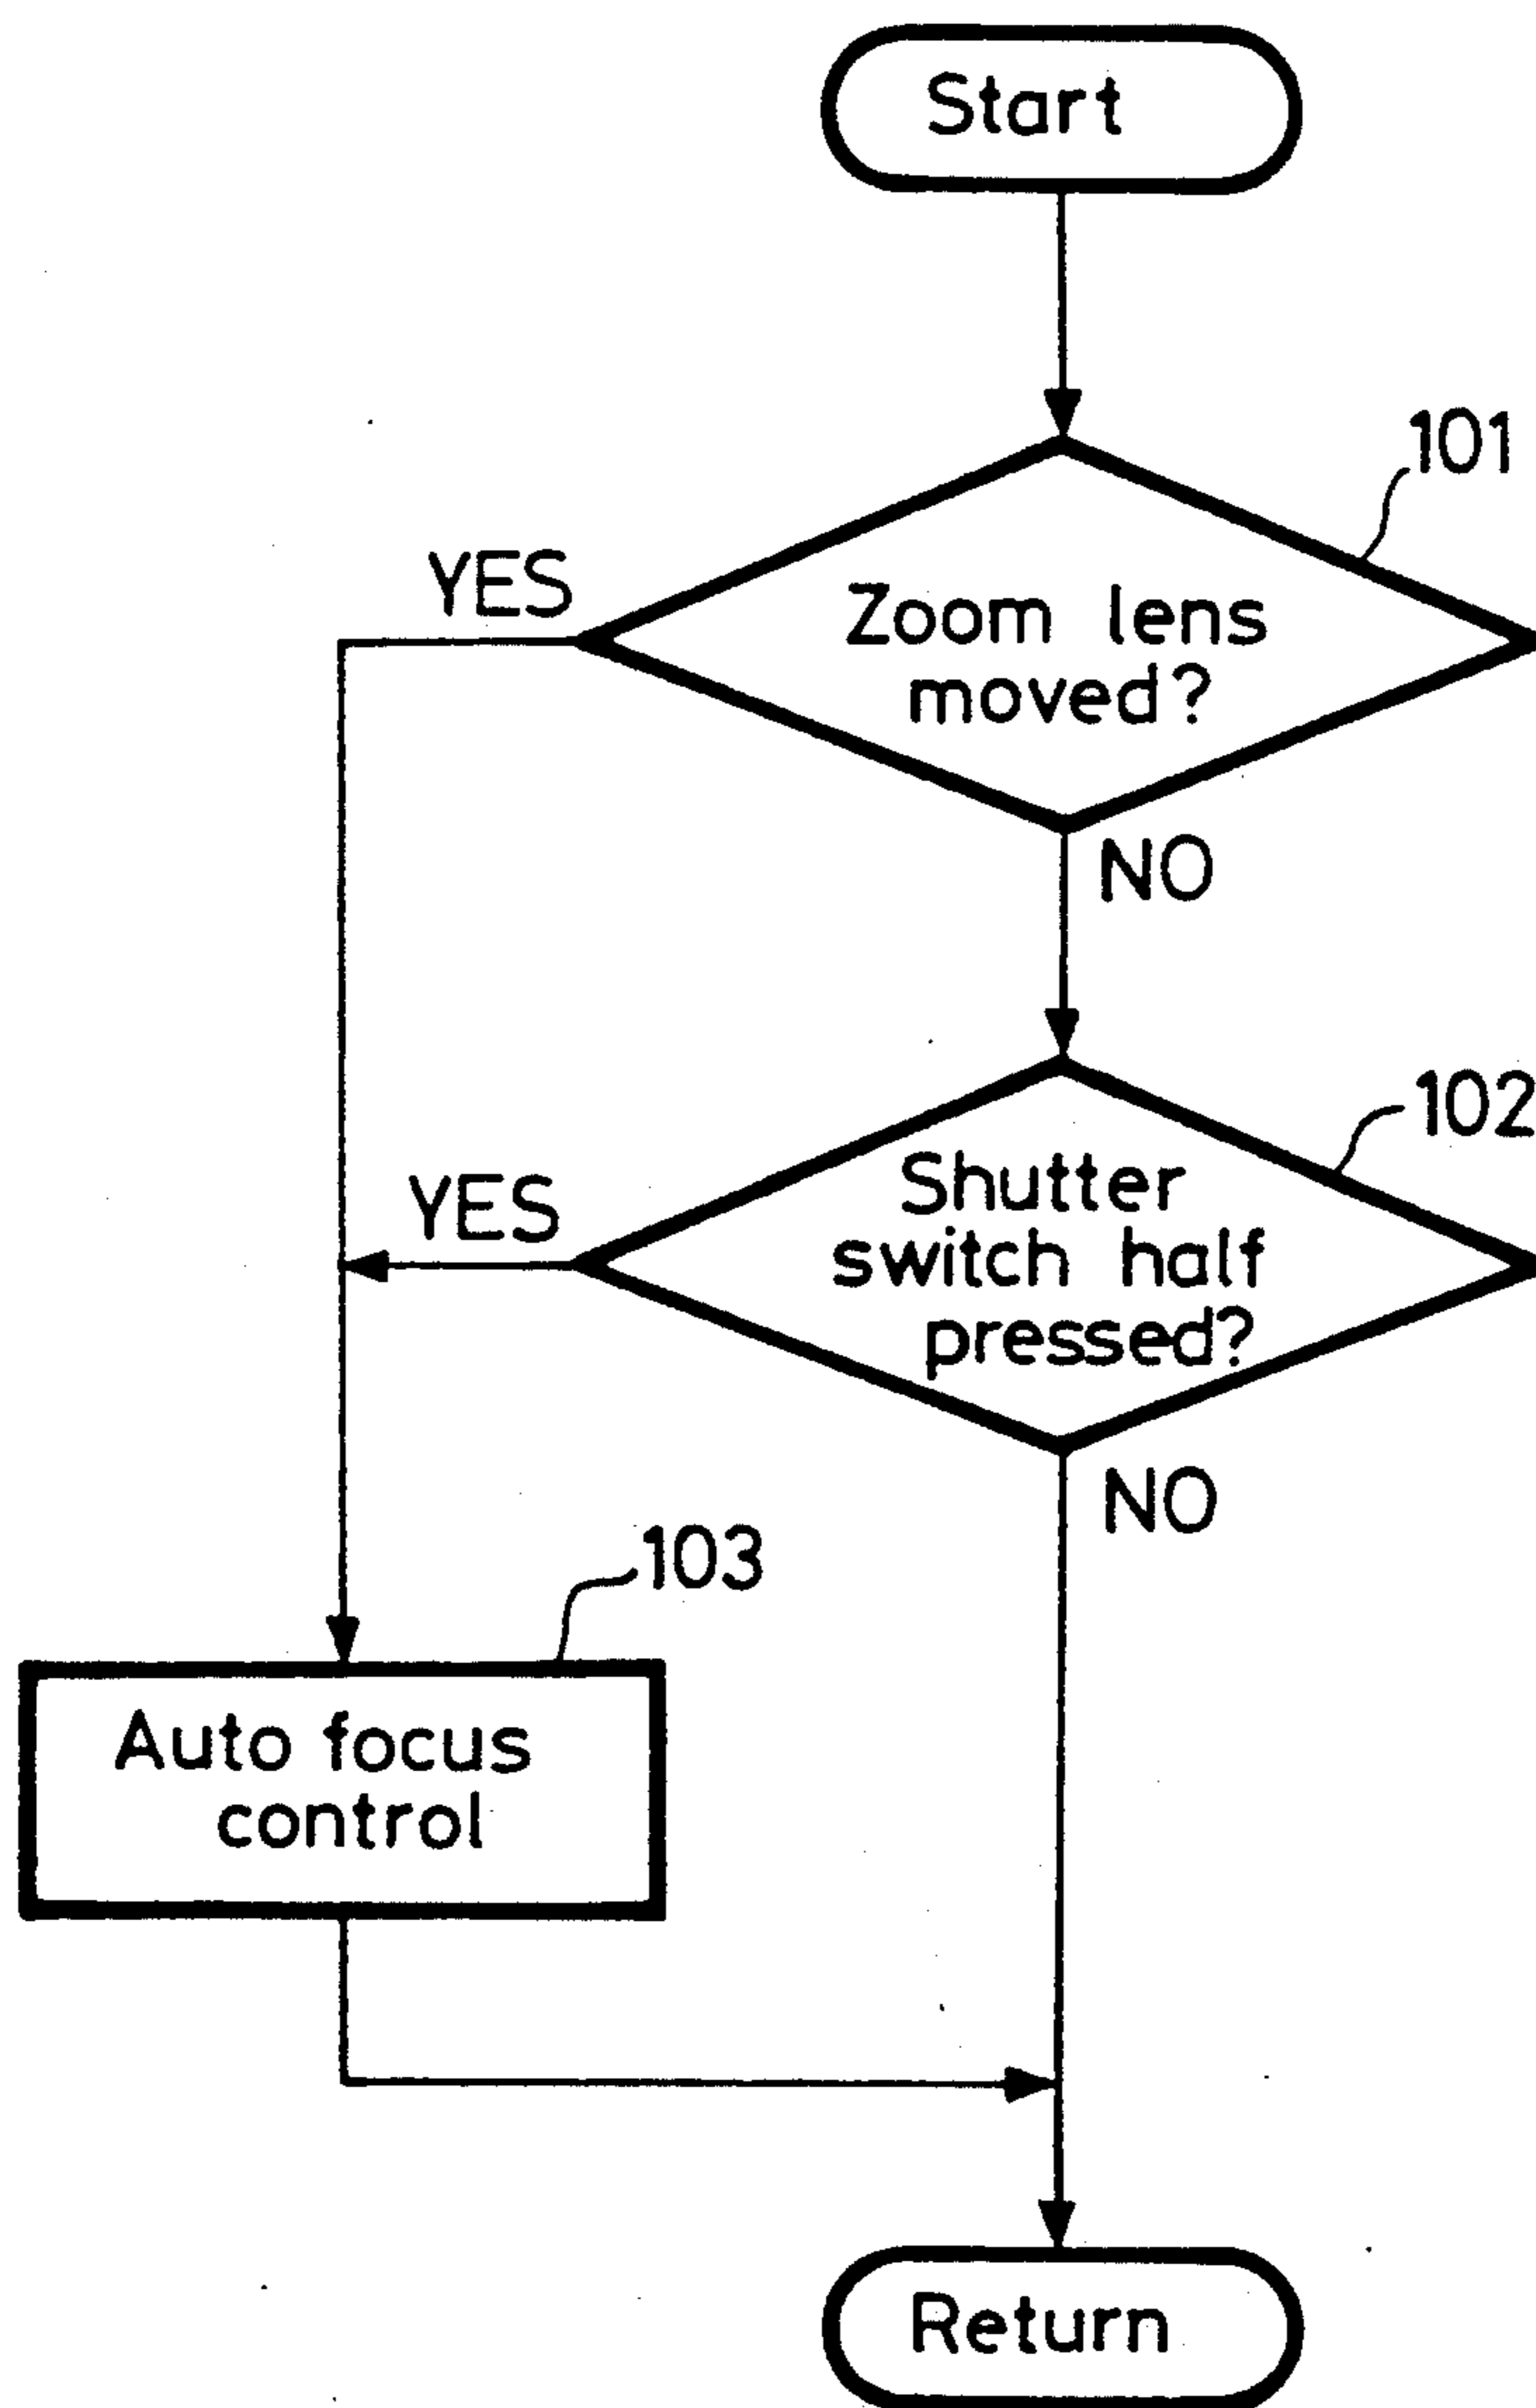 Start
101
YES
Zoom lens
moved?
NO
102
YES
Shutter
switch half
pressed?
NO
103
Auto focus
control
Return